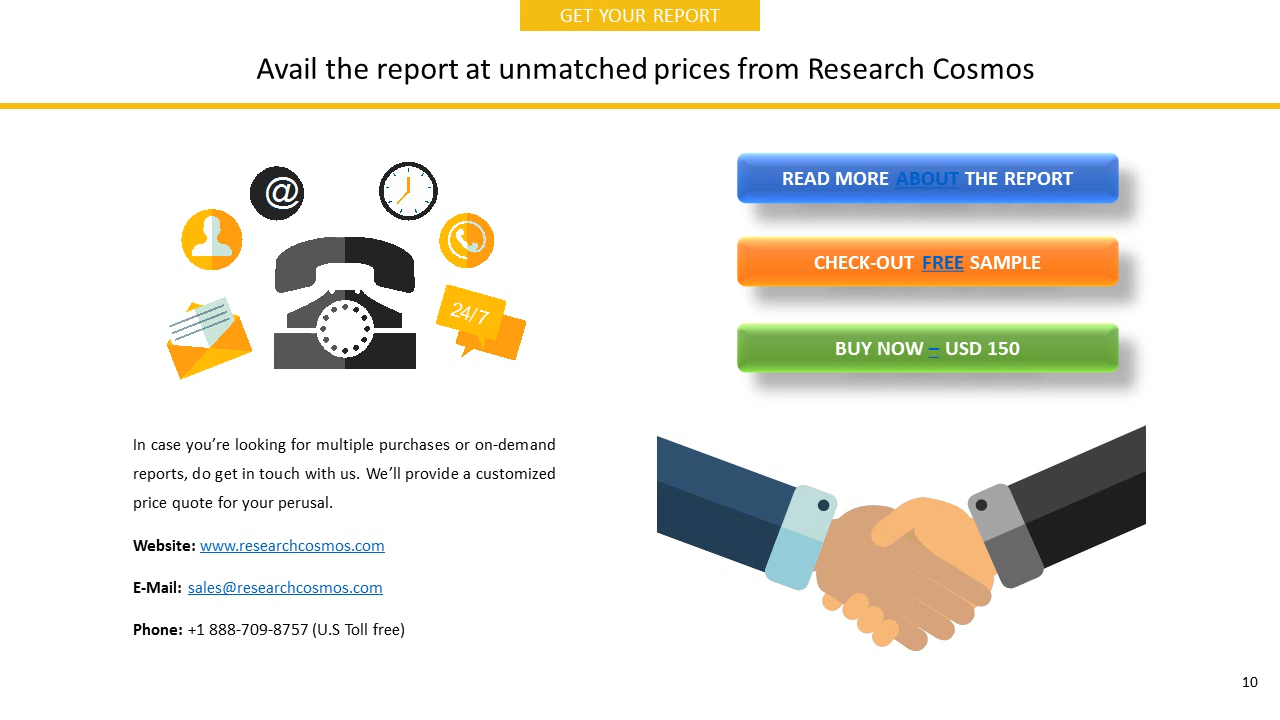 GET YOUR REPORT
Avail the report at unmatched prices from Research Cosmos
@
24/7
READ MORE ABOUT THE REPORT
CHECK-OUT FREE SAMPLE
BUY NOW – USD 150
In case you’re looking for multiple purchases or on-demand
reports, do get in touch with us. We’ll provide a customized
price quote for your perusal.
Website: www.researchcosmos.com
E-Mail: sales@researchcosmos.com
Phone: +1 888-709-8757 (U.S Toll free)
10